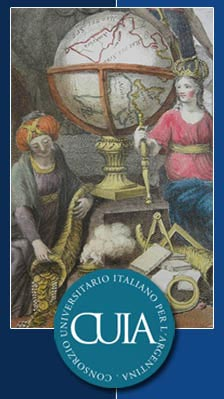 CONSORZIO UNIVERSITARIO ITALIANO PER L'ARGENTINA ·
CUIA